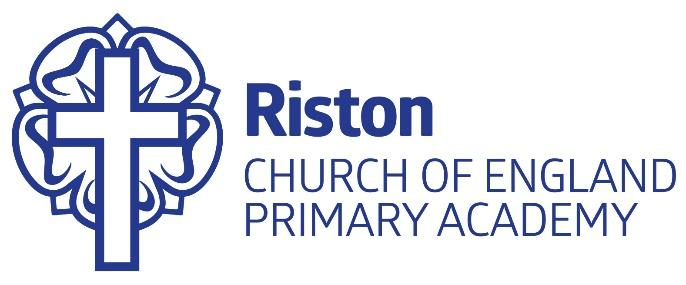 Riston
CHURCH OF ENGLAND
PRIMARY ACADEMY